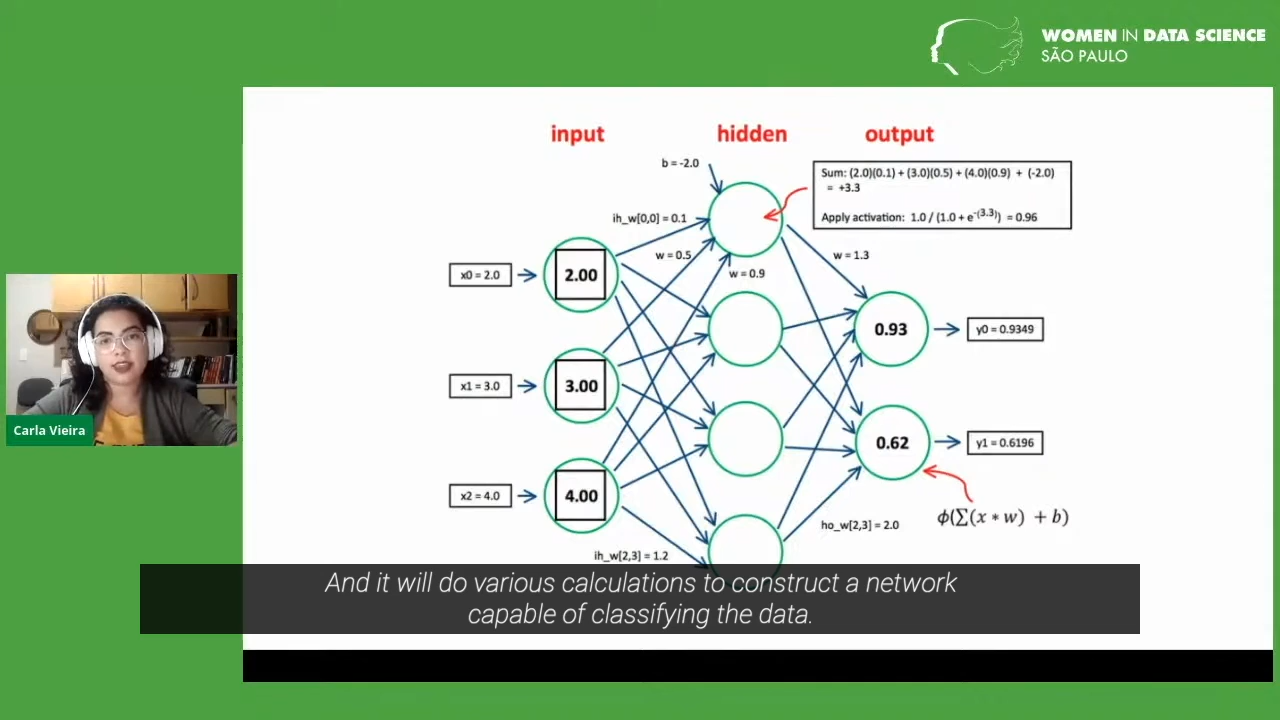 WOMEN IN DATA SCIENCE
SÃO PAULO
input
hidden
output
b = -2.0
Sum: (2.0)(0.1) + (3.0)(0.5) + (4.0)(0.9) + (-2.0)
= +3.3
Apply activation: 1.0 / (1.0 + e^-(3.3)) = 0.96
ih_w[0,0] = 0.1
w = 0.5
w = 0.9
w = 1.3
x0 = 2.0
2.00
0.93
y0 = 0.9349
x1 = 3.0
3.00
Carla Vieira
0.62
y1 = 0.6196
x2 = 4.0
4.00
ϕ(∑(x * w) + b)
ho_w[2,3] = 2.0
ih_w[2,3] = 1.2
And it will do various calculations to construct a network
capable of classifying the data.